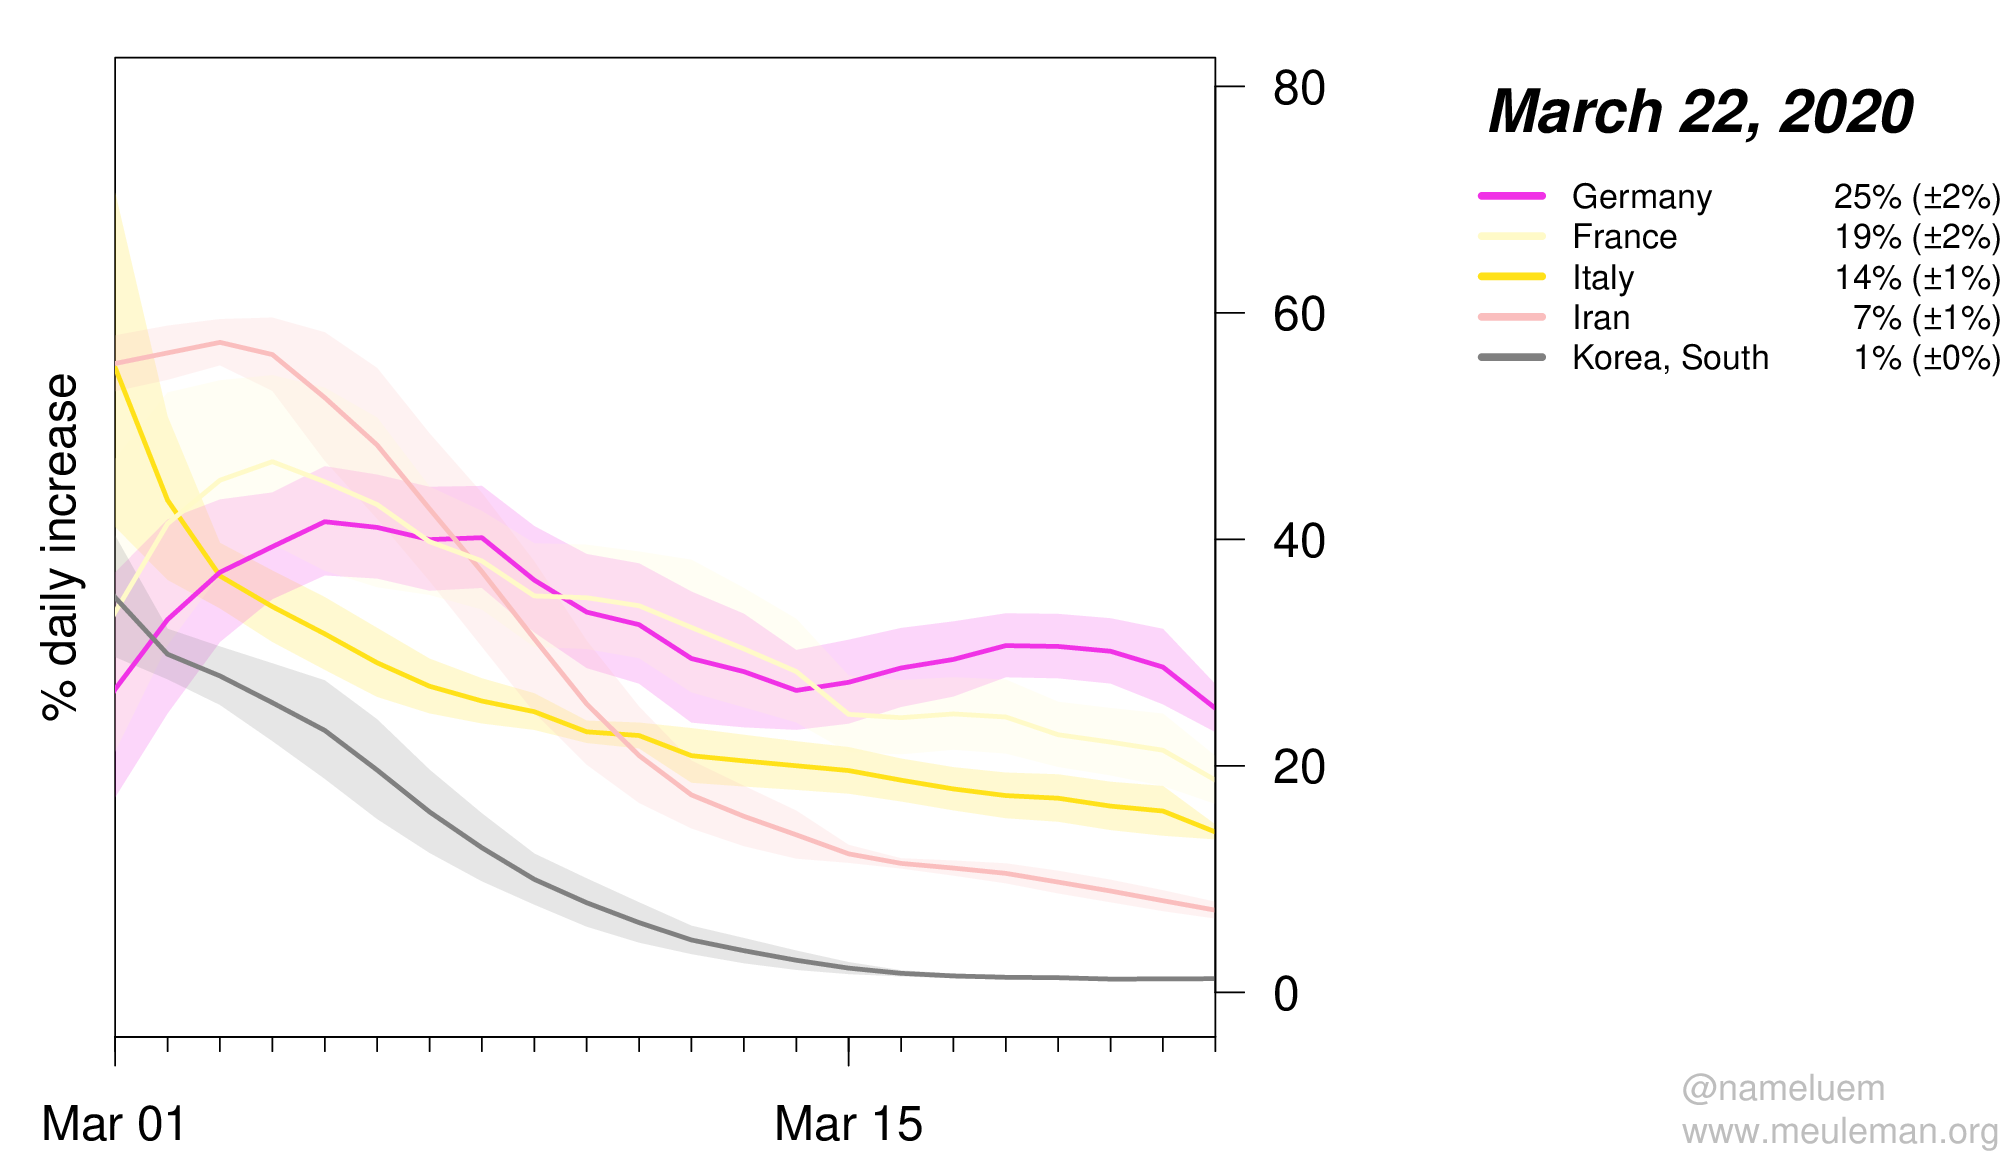 March 22, 2020
Germany 25% (±2%)
France 19% (±2%)
Italy 14% (±1%)
Iran 7% (±1%)
Korea, South 1% (±0%)
% daily increase
80
60
40
20
0
Mar 01 Mar 15
@nameluem
www.meuleman.org